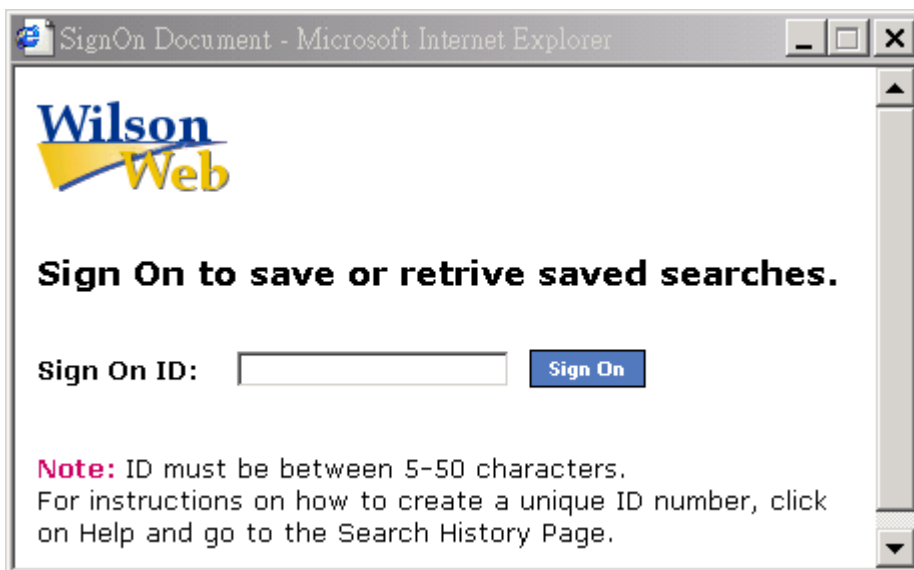 SignOn Document - Microsoft Internet Explorer
Wilson
Web
Sign On to save or retrive saved searches.
Sign On ID: Sign On
Note: ID must be between 5-50 characters.
For instructions on how to create a unique ID number, click
on Help and go to the Search History Page.